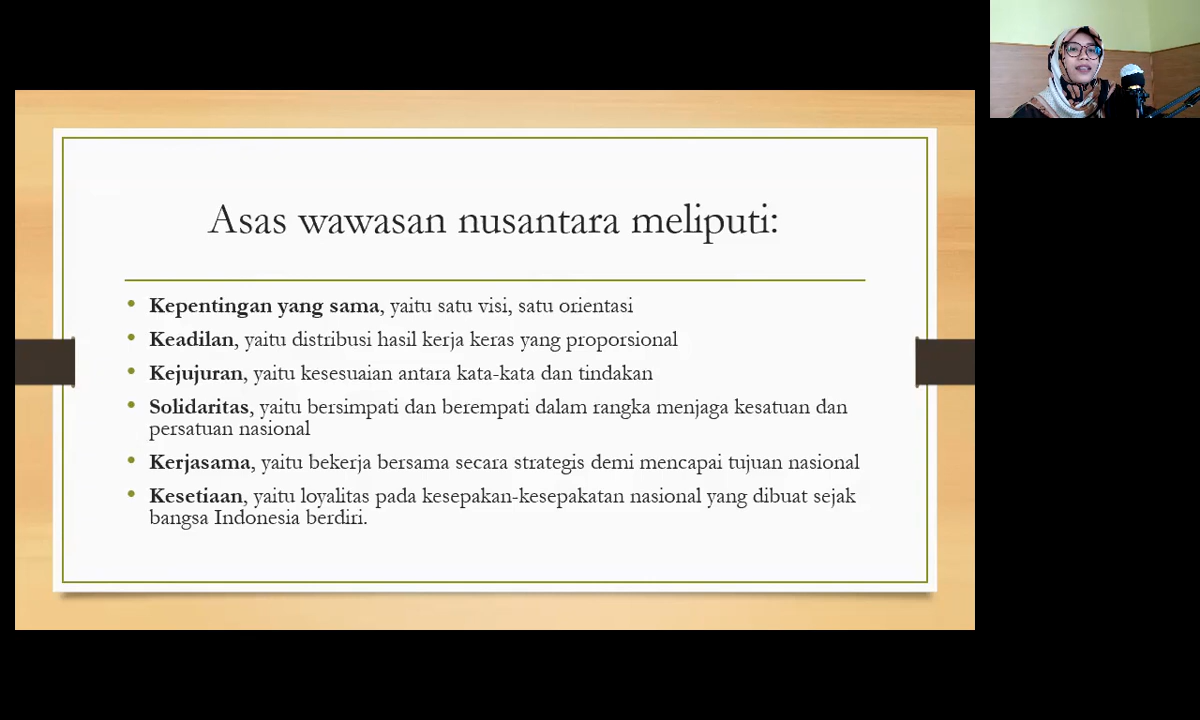 Asas wawasan nusantara meliputi:
• Kepentingan yang sama, yaitu satu visi, satu orientasi
• Keadilan, yaitu distribusi hasil kerja keras yang proporsional
• Kejujuran, yaitu kesesuaian antara kata-kata dan tindakan
• Solidaritas, yaitu bersimpati dan berempati dalam rangka menjaga kesatuan dan
persatuan nasional
• Kerjasama, yaitu bekerja bersama secara strategis demi mencapai tujuan nasional
• Kesetiaan, yaitu loyalitas pada kesepakan-kesepakatan nasional yang dibuat sejak
bangsa Indonesia berdiri.